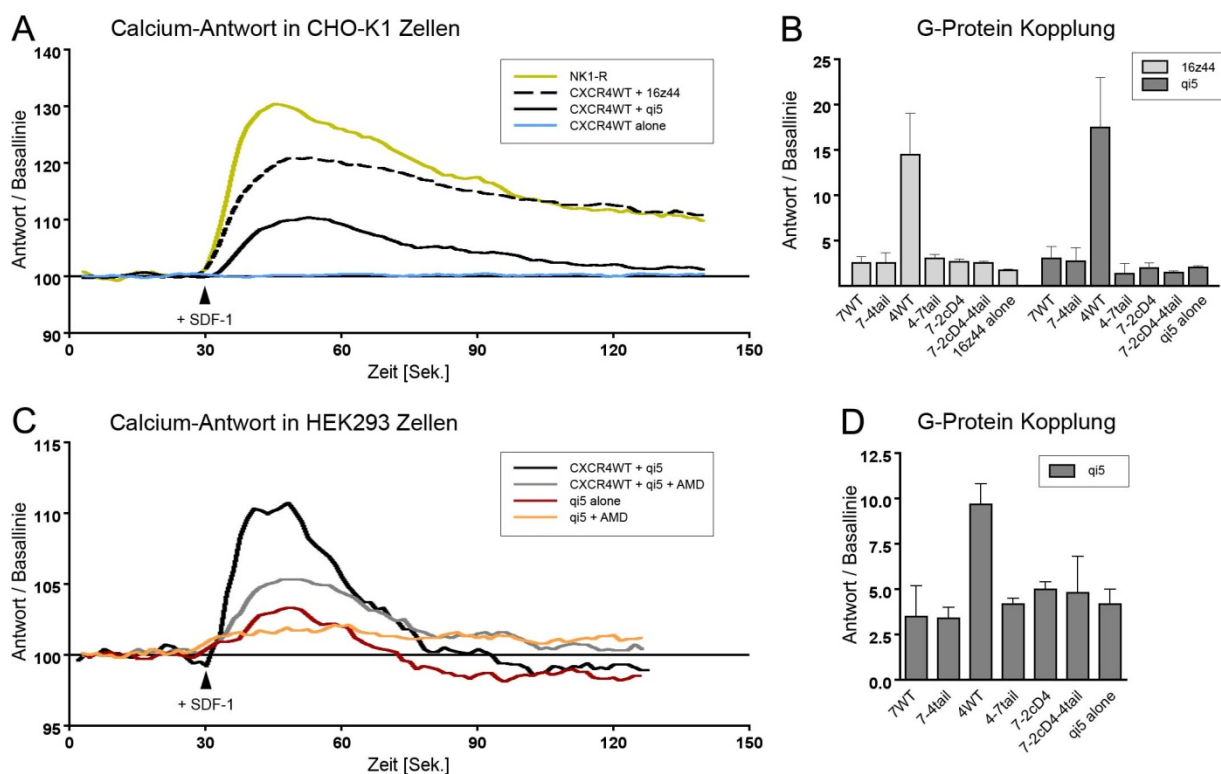 A
Calcium-Antwort in CHO-K1 Zellen
Antwort / Basallinie
140
130
120
110
100
90
NK1-R
CXCR4WT + 16z44
CXCR4WT + qi5
CXCR4WT alone
+ SDF-1
0
30
60
90
120
150
Zeit [Sek.]
B
G-Protein Kopplung
Antwort / Basallinie
25
20
15
10
5
16z44
qi5
7WT
7-4tail
4WT
4-7tail
7-2cD4
7-2cD4-4tail
16z44 alone
7WT
7-4tail
4WT
4-7tail
7-2cD4
7-2cD4-4tail
qi5 alone
C
Calcium-Antwort in HEK293 Zellen
Antwort / Basallinie
115
110
105
100
95
CXCR4WT + qi5
CXCR4WT + qi5 + AMD
qi5 alone
qi5 + AMD
+ SDF-1
0
30
60
90
120
150
Zeit [Sek.]
D
G-Protein Kopplung
Antwort / Basallinie
12.5
10.0
7.5
5.0
2.5
0.0
qi5
7WT
7-4tail
4WT
4-7tail
7-2cD4
7-2cD4-4tail
qi5 alone